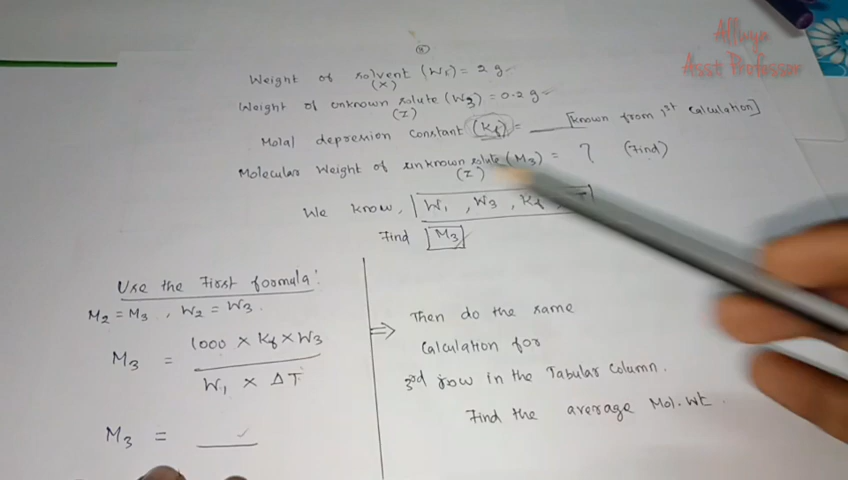 Alluya
Asst Professor
Weight of solvent (W1) = 2 g
(X)
Weight of unknown solute (W3) = 0.2 g
(Z)
Molal depression constant (Kf) = ____ [known from 1st calculation]
Molecular Weight of unknown solute (M3) = ? (Find)
(Z)
We know, W1, W3, Kf,
Find M3
Use the First formula:
M2 = M3, W2 = W3
M3 = 1000 × Kf × W3
W1 × ΔT
M3 = ____
⇒ Then do the same
Calculation for
3rd row in the Tabular Column.
Find the average Mol. Wt.